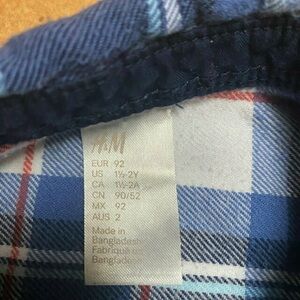 H&M
EUR 92
US 1½-2Y
CA 1½-2A
CN 90/52
MX 92
AUS 2
Made in
Bangladesh
Fabriqué au
Bangladesh